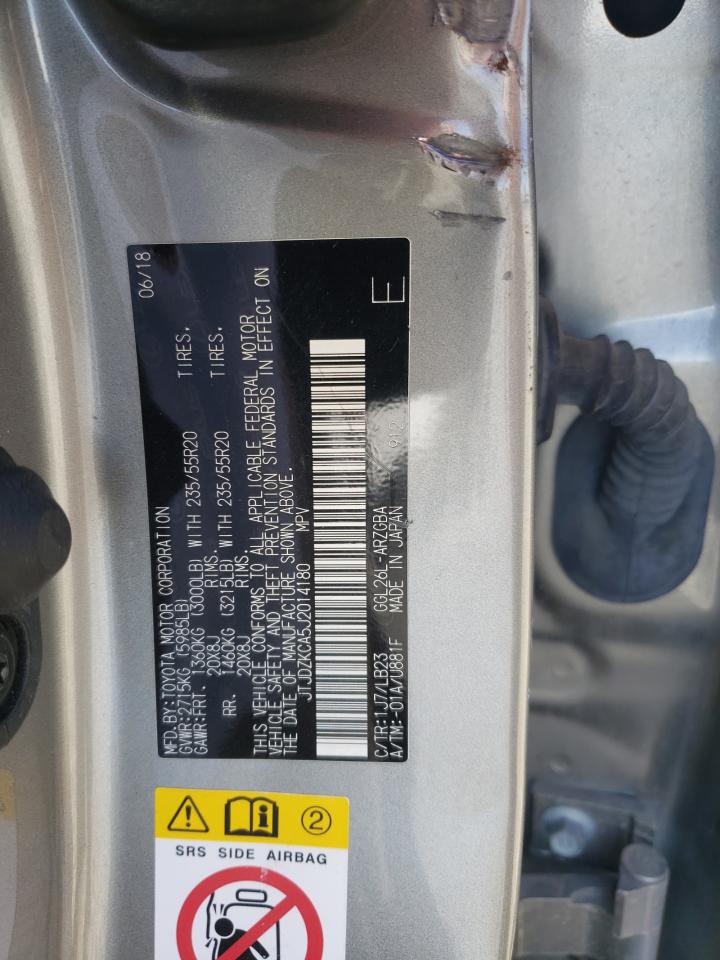 MFD.BY:TOYOTA MOTOR CORPORATION 06/18
GVWR:2715KG (5985LB)
GAWR:FRT. 1360KG (3000LB) WITH 235/55R20 TIRES,
20X8J RIMS.
RR. 1460KG (3215LB) WITH 235/55R20 TIRES,
20X8J RIMS.
THIS VEHICLE CONFORMS TO ALL APPLICABLE FEDERAL MOTOR
VEHICLE SAFETY AND THEFT PREVENTION STANDARDS IN EFFECT ON
THE DATE OF MANUFACTURE SHOWN ABOVE.
JTJDZKCA5J2014180 MPV
C/TR:1J7/LB23 GGL26L-ARZGBA E
A/TM:-01A/U881F MADE IN JAPAN 912
2
SRS SIDE AIRBAG